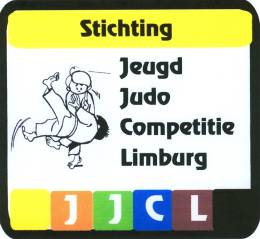 Stichting
Jeugd
Judo
Competitie
Limburg
J J C L